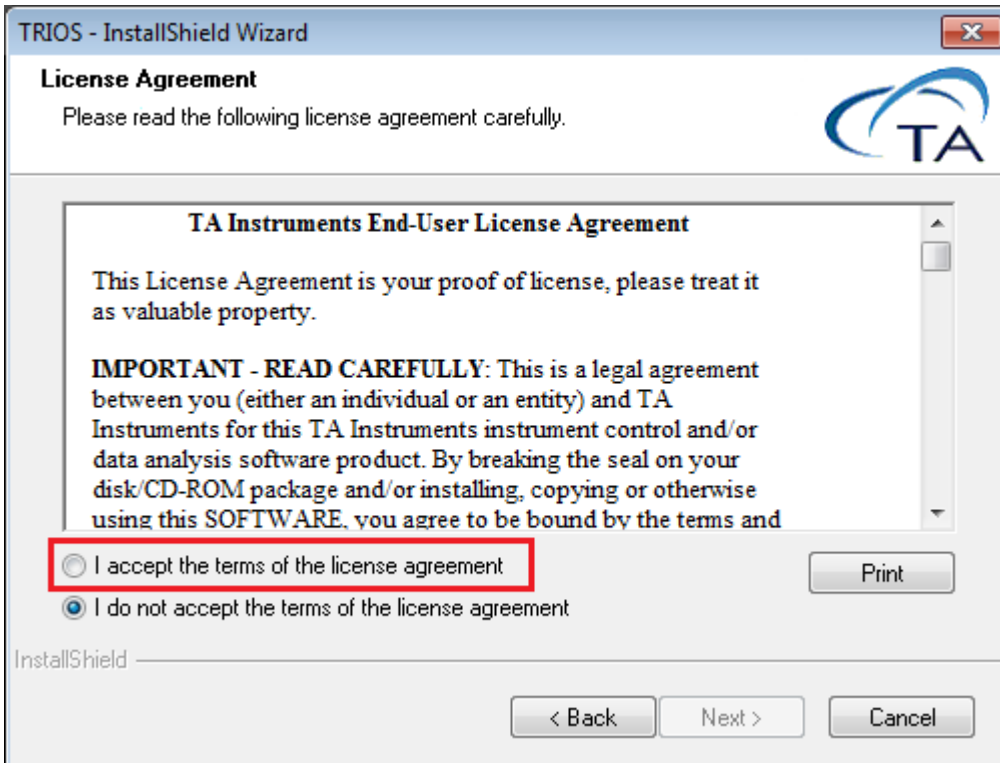 TRIOS - InstallShield Wizard
License Agreement
Please read the following license agreement carefully.
TA
TA Instruments End-User License Agreement
This License Agreement is your proof of license, please treat it
as valuable property.
IMPORTANT - READ CAREFULLY: This is a legal agreement
between you (either an individual or an entity) and TA
Instruments for this TA Instruments instrument control and/or
data analysis software product. By breaking the seal on your
disk/CD-ROM package and/or installing, copying or otherwise
using this SOFTWARE, you agree to be bound by the terms and
I accept the terms of the license agreement
Print
I do not accept the terms of the license agreement
InstallShield
< Back
Next >
Cancel